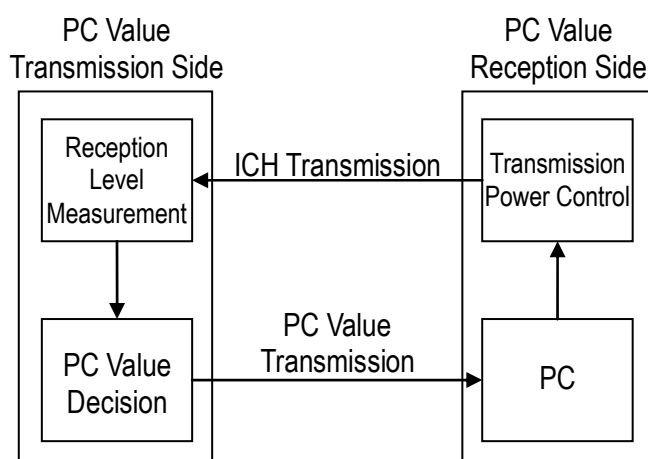 PC Value
Transmission Side
PC Value
Reception Side
Reception
Level
Measurement
ICH Transmission
Transmission
Power Control
PC Value
Decision
PC Value
Transmission
PC